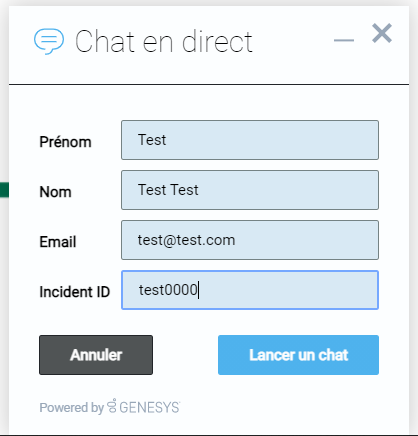 Chat en direct
Prénom Test
Nom Test Test
Email test@test.com
Incident ID test0000
Annuler Lancer un chat
Powered by GENESYS